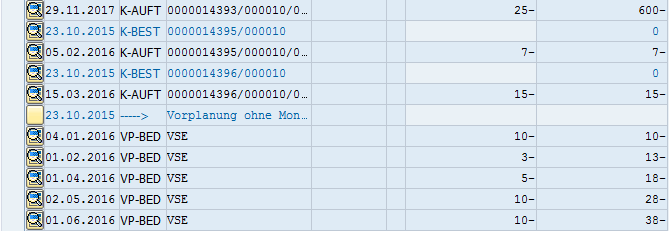 29.11.2017 K-AUFT 0000014393/000010/0… 25- 600-
23.10.2015 K-BEST 0000014395/000010 0
05.02.2016 K-AUFT 0000014395/000010/0… 7- 7-
23.10.2015 K-BEST 0000014396/000010 0
15.03.2016 K-AUFT 0000014396/000010/0… 15- 15-
23.10.2015 -----> Vorplanung ohne Mon…
04.01.2016 VP-BED VSE 10- 10-
01.02.2016 VP-BED VSE 3- 13-
01.04.2016 VP-BED VSE 5- 18-
02.05.2016 VP-BED VSE 10- 28-
01.06.2016 VP-BED VSE 10- 38-